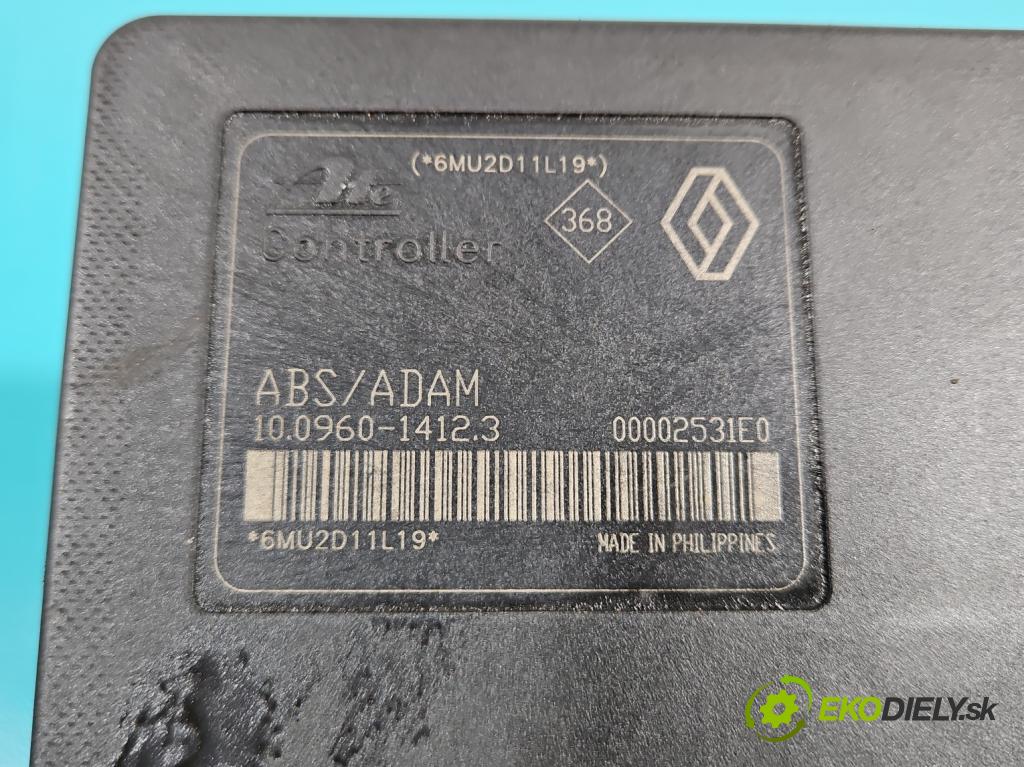 (*6MU2D11L19*)
Ate
368
Controller
ABS/ADAM
10.0960-1412.3 00002531E0
*6MU2D11L19* MADE IN PHILIPPINES
EKODIELY.sk